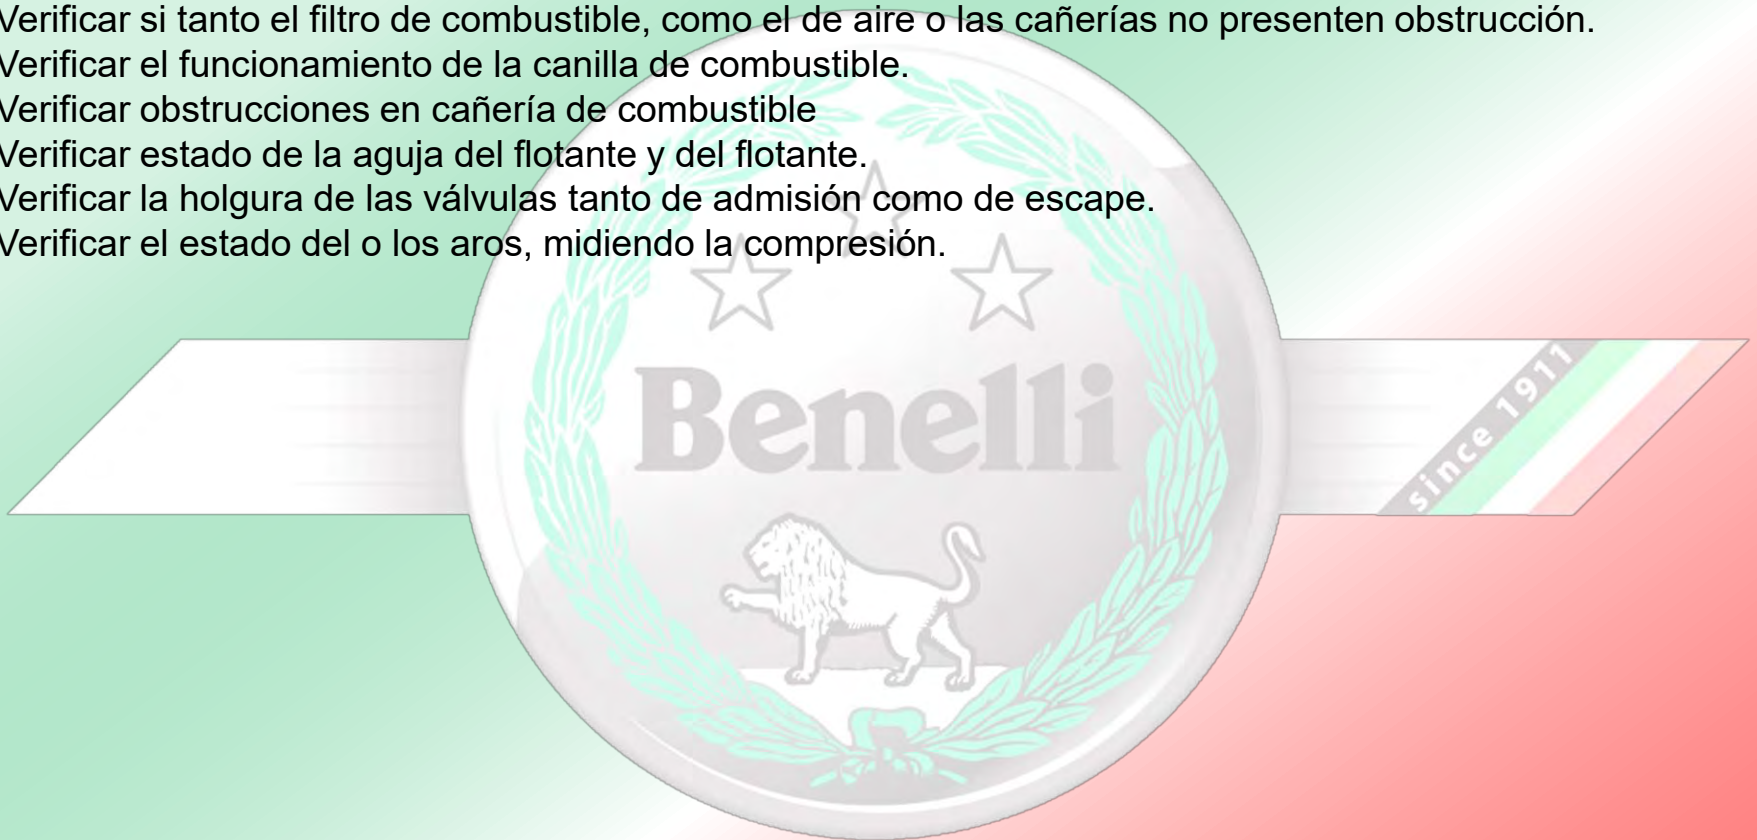 Verificar si tanto el filtro de combustible, como el de aire o las cañerías no presenten obstrucción.
Verificar el funcionamiento de la canilla de combustible.
Verificar obstrucciones en cañería de combustible
Verificar estado de la aguja del flotante y del flotante.
Verificar la holgura de las válvulas tanto de admisión como de escape.
Verificar el estado del o los aros, midiendo la compresión.
Benelli
since 1911